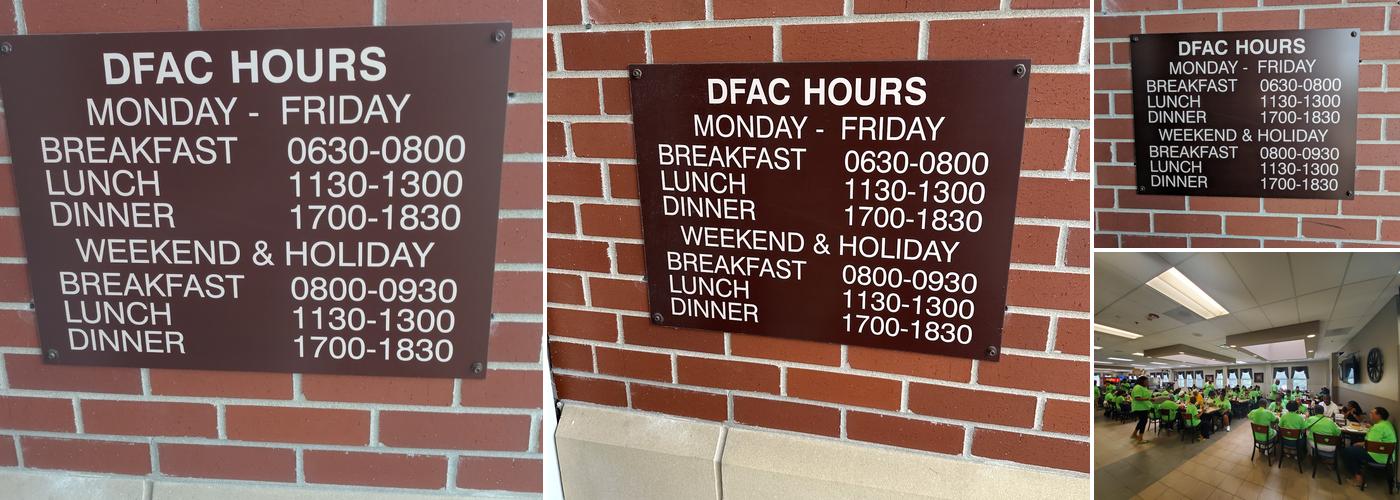 DFAC HOURS
MONDAY - FRIDAY
BREAKFAST 0630-0800
LUNCH 1130-1300
DINNER 1700-1830
WEEKEND & HOLIDAY
BREAKFAST 0800-0930
LUNCH 1130-1300
DINNER 1700-1830
DFAC HOURS
MONDAY - FRIDAY
BREAKFAST 0630-0800
LUNCH 1130-1300
DINNER 1700-1830
WEEKEND & HOLIDAY
BREAKFAST 0800-0930
LUNCH 1130-1300
DINNER 1700-1830
DFAC HOURS
MONDAY - FRIDAY
BREAKFAST 0630-0800
LUNCH 1130-1300
DINNER 1700-1830
WEEKEND & HOLIDAY
BREAKFAST 0800-0930
LUNCH 1130-1300
DINNER 1700-1830